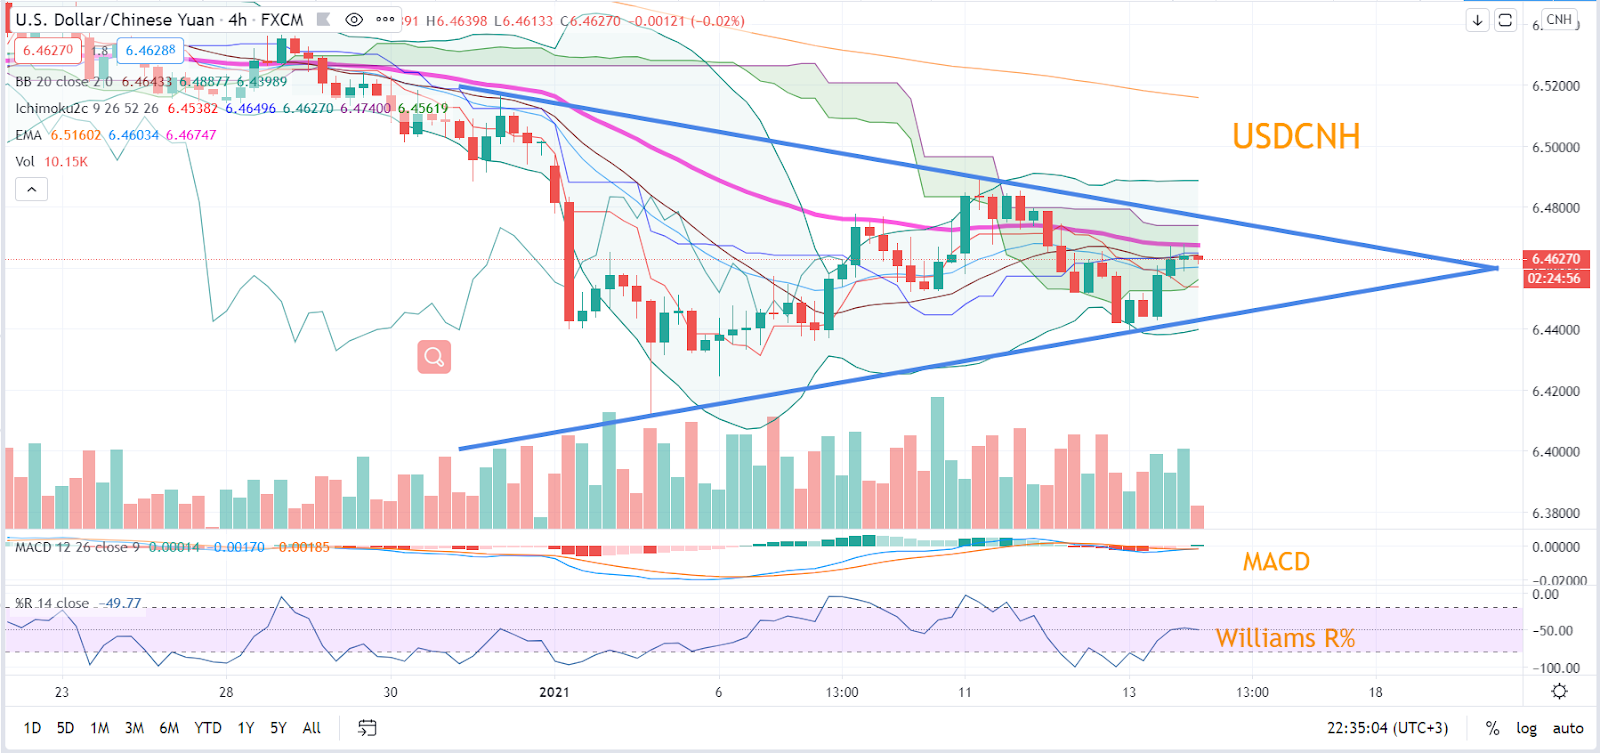 U.S. Dollar/Chinese Yuan · 4h · FXCM 391 H6.46398 L6.46133 C6.46270 -0.00121 (-0.02%)
CNH
6.46270 1.8 6.46288
BB 20 close 2 0 6.46433 6.48877 6.43989
6.52000
Ichimoku2c 9 26 52 26 6.45382 6.46496 6.46270 6.47400 6.45619
EMA 6.51602 6.46034 6.46747
USDCNH
6.50000
Vol 10.15K
6.48000
6.46270
02:24:56
6.44000
6.42000
6.40000
6.38000
MACD 12 26 close 9 0.00014 -0.00170 -0.00185
0.00000
MACD
-0.02000
%R 14 close -49.77
0.00
Williams R%
-50.00
-100.00
23 28 30 2021 6 13:00 11 13 13:00 18
1D 5D 1M 3M 6M YTD 1Y 5Y All 22:35:04 (UTC+3) % log auto